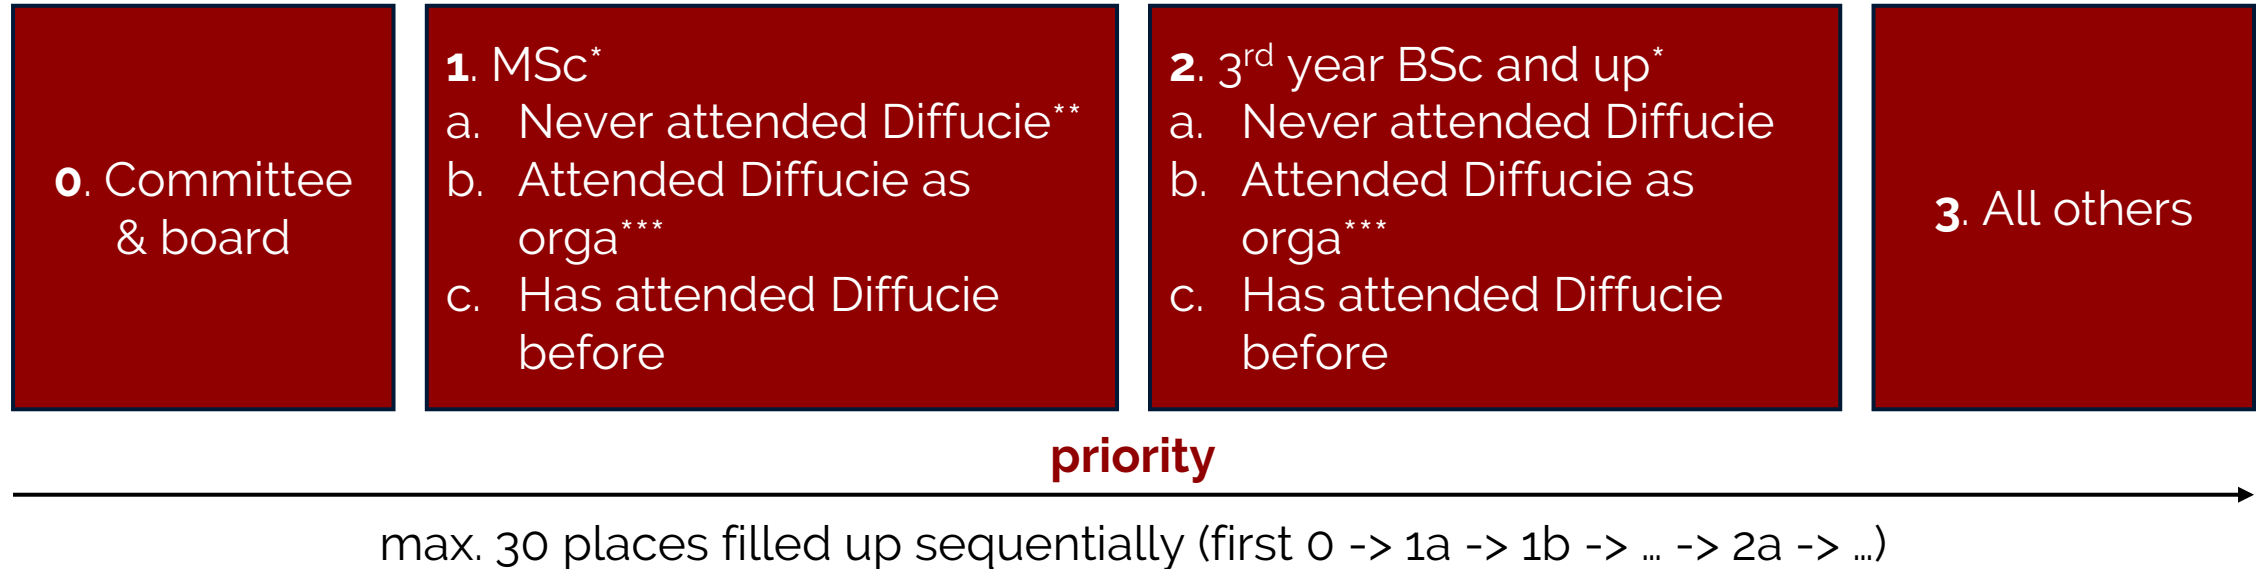 0. Committee
& board
1. MSc*
a. Never attended Diffucie**
b. Attended Diffucie as
orga***
c. Has attended Diffucie
before
2. 3rd year BSc and up*
a. Never attended Diffucie
b. Attended Diffucie as
orga***
c. Has attended Diffucie
before
3. All others
priority
max. 30 places filled up sequentially (first 0 -> 1a -> 1b -> ... -> 2a -> ...)